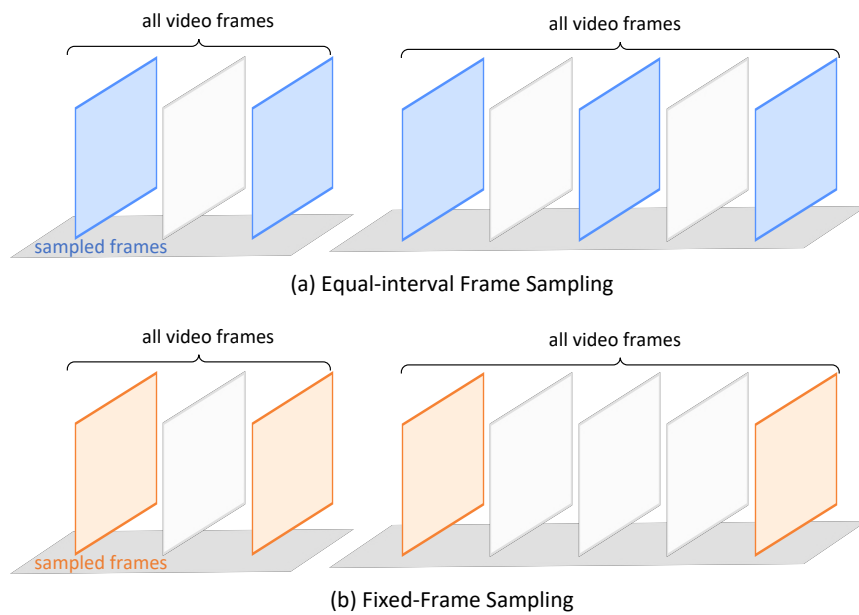 all video frames
all video frames
sampled frames
(a) Equal-interval Frame Sampling
all video frames
all video frames
sampled frames
(b) Fixed-Frame Sampling